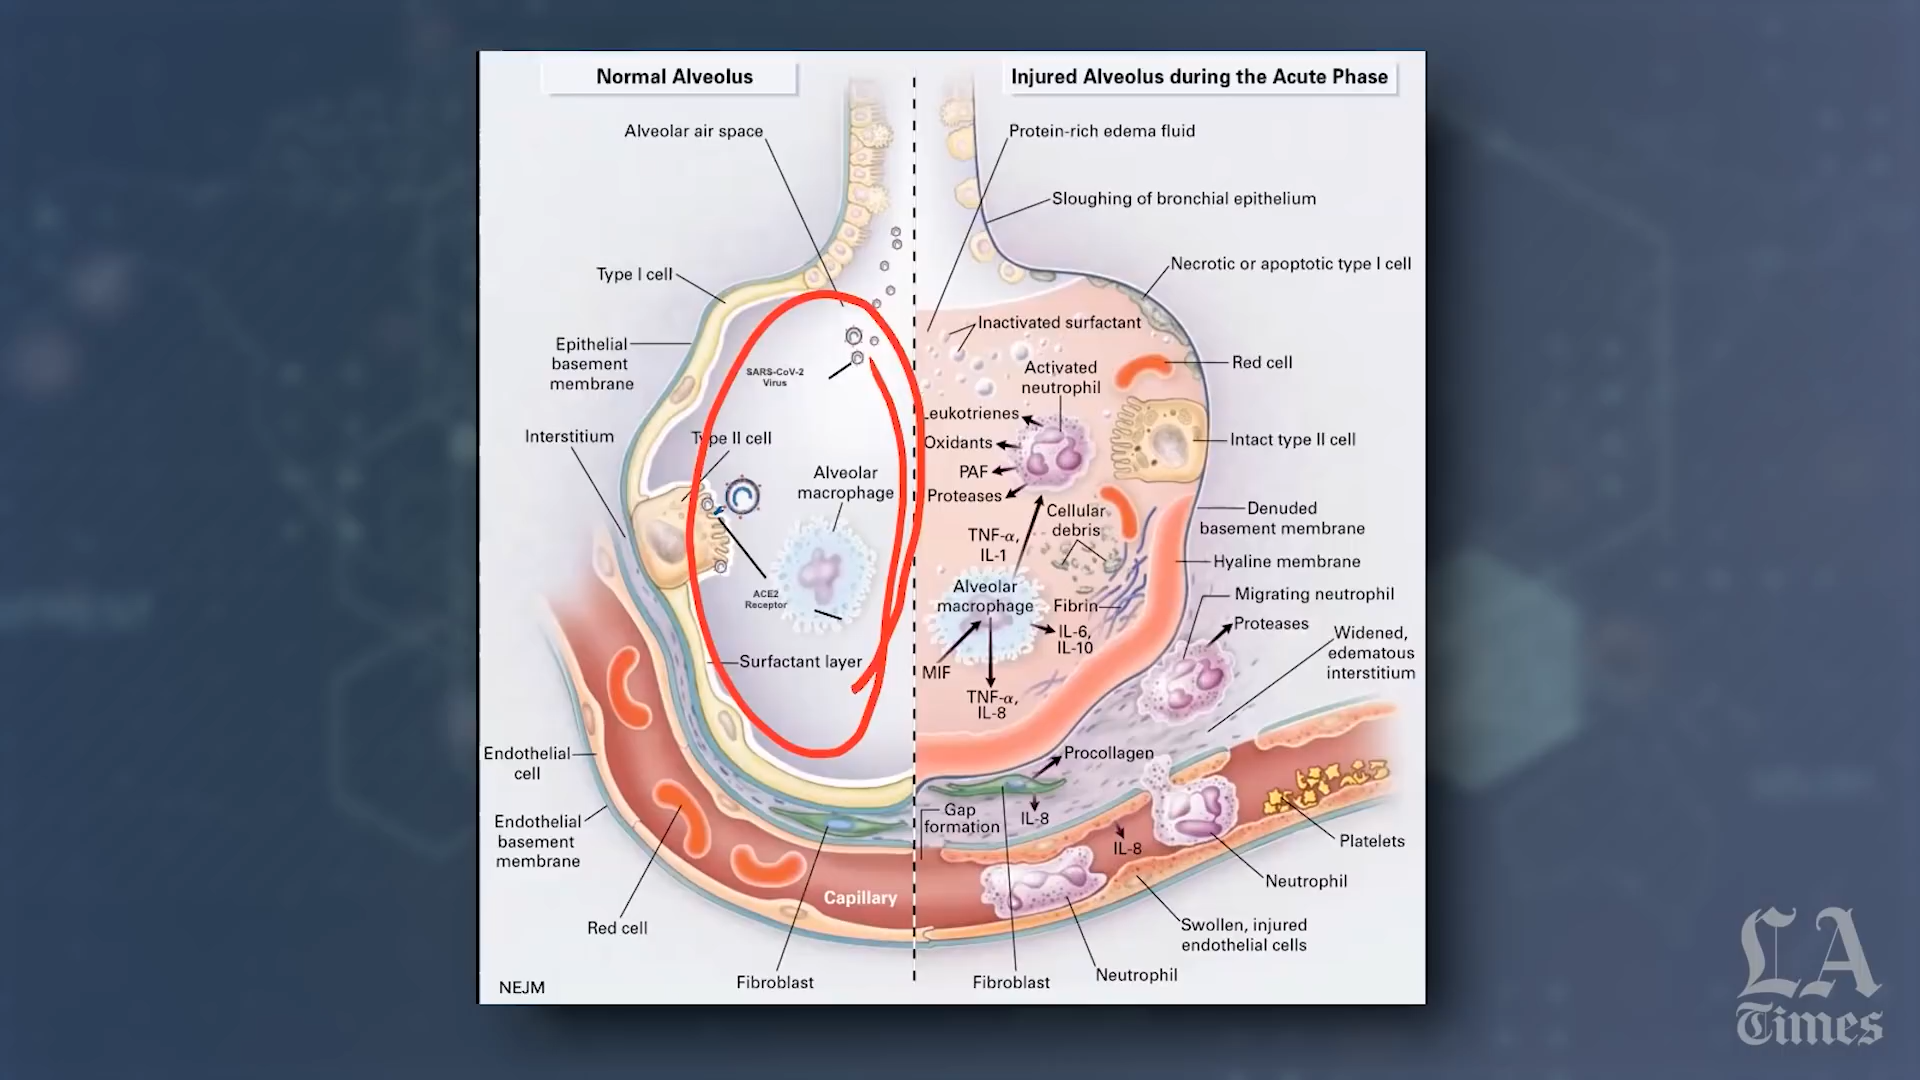 Normal Alveolus
Injured Alveolus during the Acute Phase
Alveolar air space
Type I cell
Epithelial
basement
membrane
SARS-CoV-2
Virus
Interstitium
Type II cell
Alveolar
macrophage
ACE2
Receptor
Surfactant layer
Endothelial
cell
Endothelial
basement
membrane
Red cell
Capillary
Fibroblast
NEJM
Protein-rich edema fluid
Sloughing of bronchial epithelium
Necrotic or apoptotic type I cell
Inactivated surfactant
Red cell
Activated
neutrophil
Leukotrienes
Oxidants
PAF
Proteases
Intact type II cell
Cellular
debris
TNF-α,
IL-1
Denuded
basement membrane
Hyaline membrane
Alveolar
macrophage
Fibrin
IL-6,
IL-10
Migrating neutrophil
Proteases
Widened,
edematous
interstitium
MIF
TNF-α,
IL-8
Procollagen
Gap
formation
IL-8
IL-8
Platelets
Neutrophil
Swollen, injured
endothelial cells
Fibroblast
Neutrophil
LA
Times